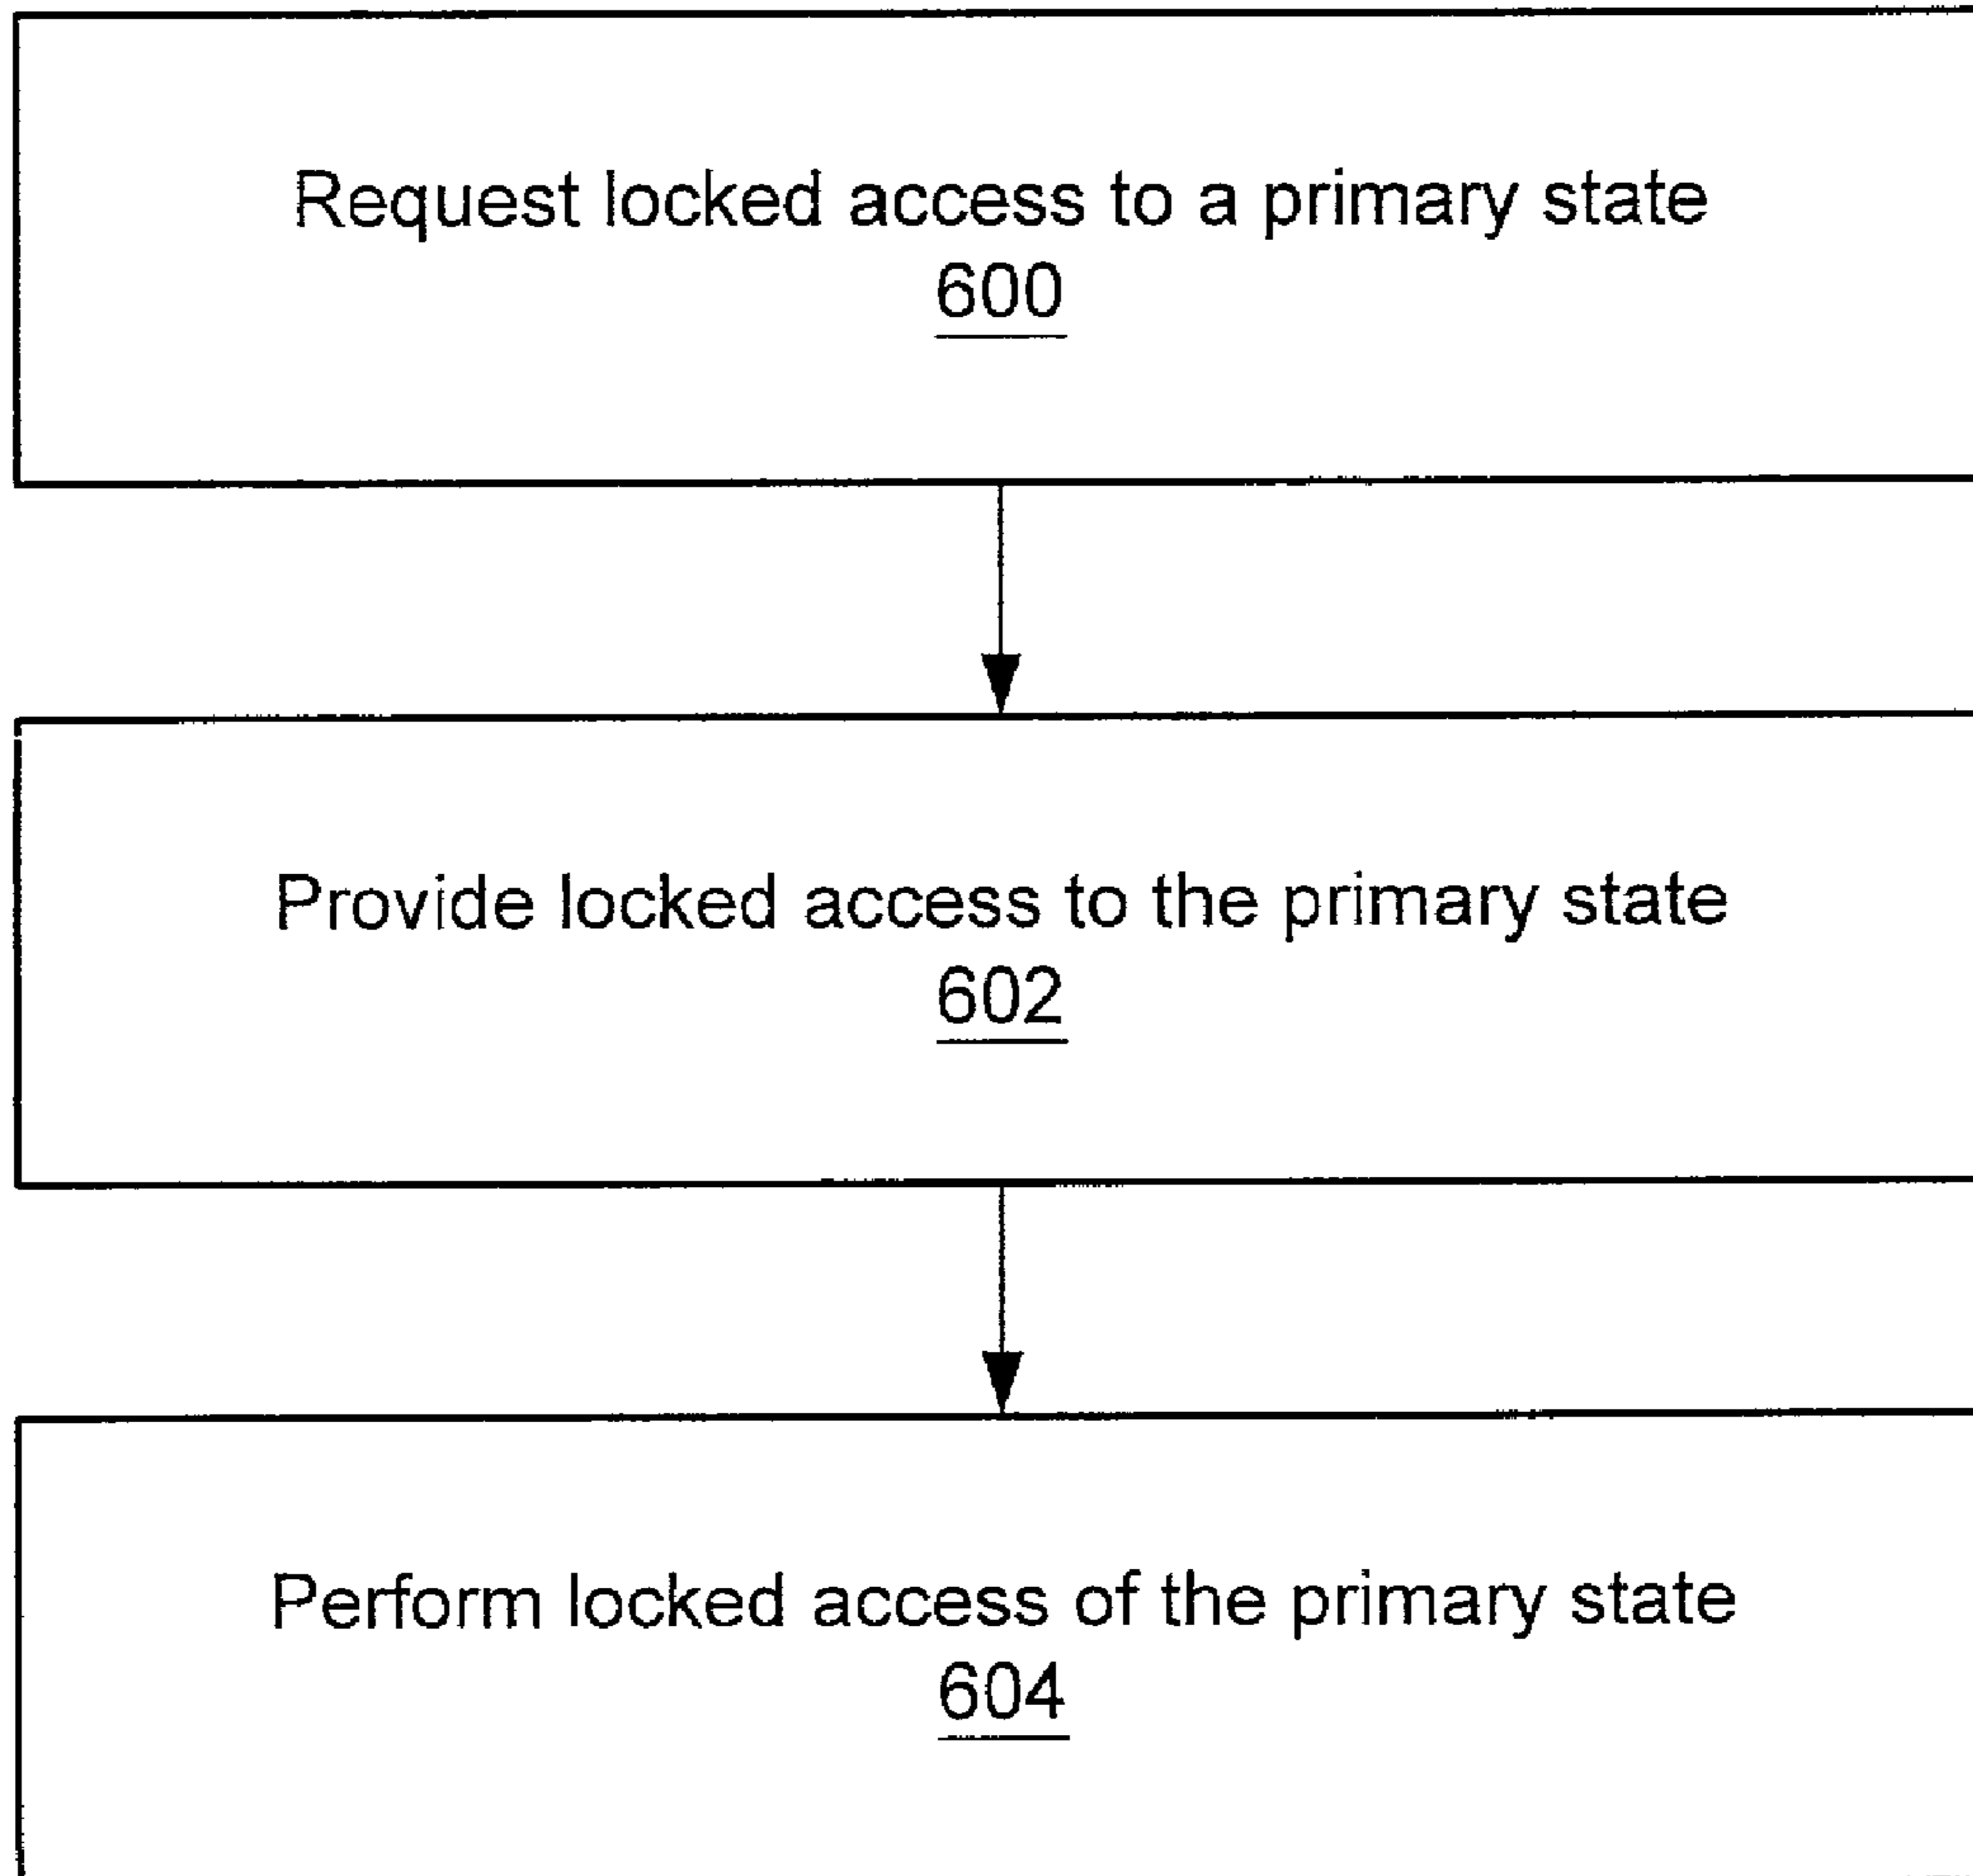 Request locked access to a primary state
600
Provide locked access to the primary state
602
Perform locked access of the primary state
604